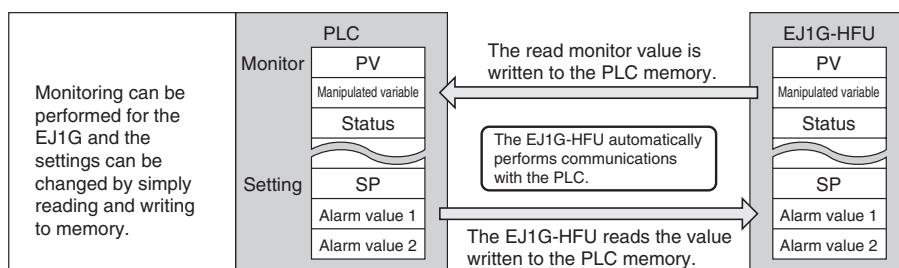 Monitoring can be
performed for the
EJ1G and the
settings can be
changed by simply
reading and writing
to memory.
PLC
Monitor
PV
Manipulated variable
Status
Setting
SP
Alarm value 1
Alarm value 2
The read monitor value is
written to the PLC memory.
The EJ1G-HFU automatically
performs communications
with the PLC.
The EJ1G-HFU reads the value
written to the PLC memory.
EJ1G-HFU
PV
Manipulated variable
Status
SP
Alarm value 1
Alarm value 2